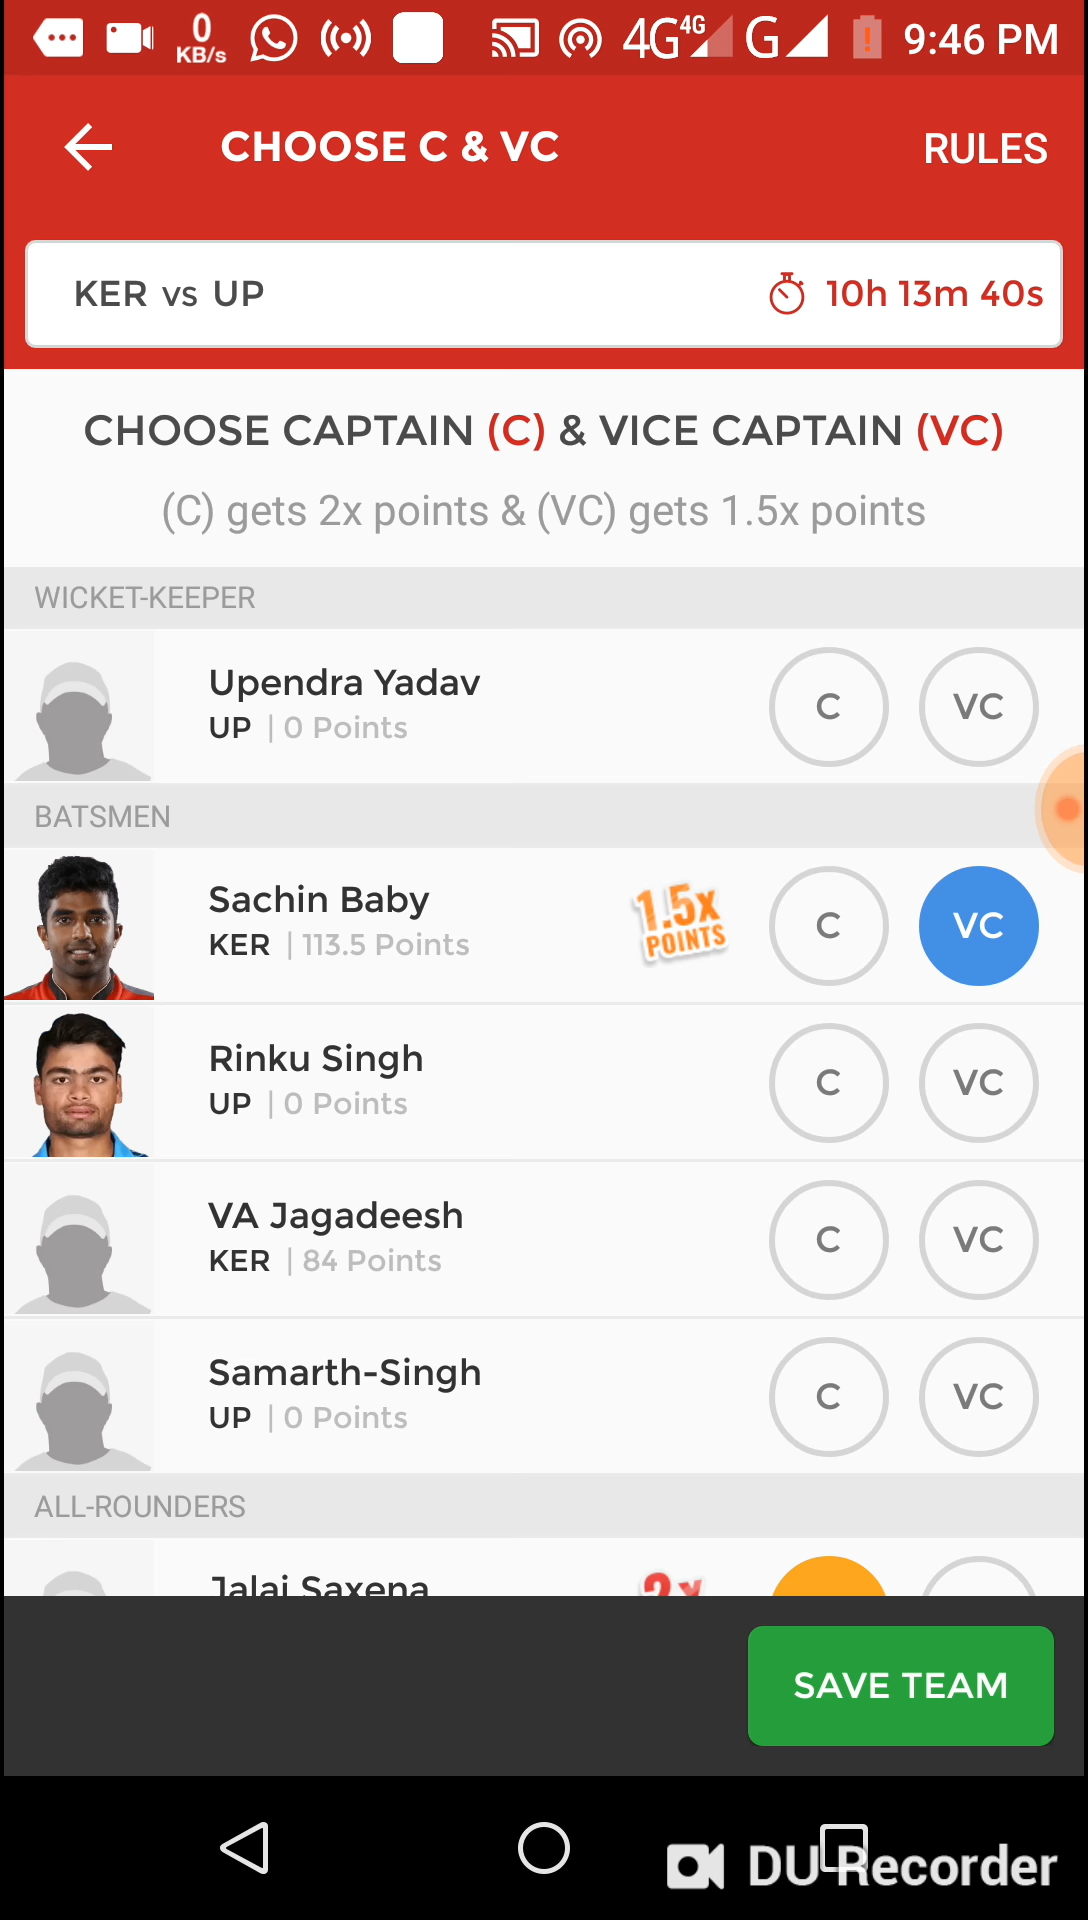 0
KB/s
4G 4G G ! 9:46 PM
CHOOSE C & VC
RULES
KER vs UP
10h 13m 40s
CHOOSE CAPTAIN (C) & VICE CAPTAIN (VC)
(C) gets 2x points & (VC) gets 1.5x points
WICKET-KEEPER
Upendra Yadav
UP | 0 Points
C VC
BATSMEN
Sachin Baby
KER | 113.5 Points
1.5x
POINTS
C VC
Rinku Singh
UP | 0 Points
C VC
VA Jagadeesh
KER | 84 Points
C VC
Samarth-Singh
UP | 0 Points
C VC
ALL-ROUNDERS
Jalaj Saxena
2x
SAVE TEAM
DU Recorder